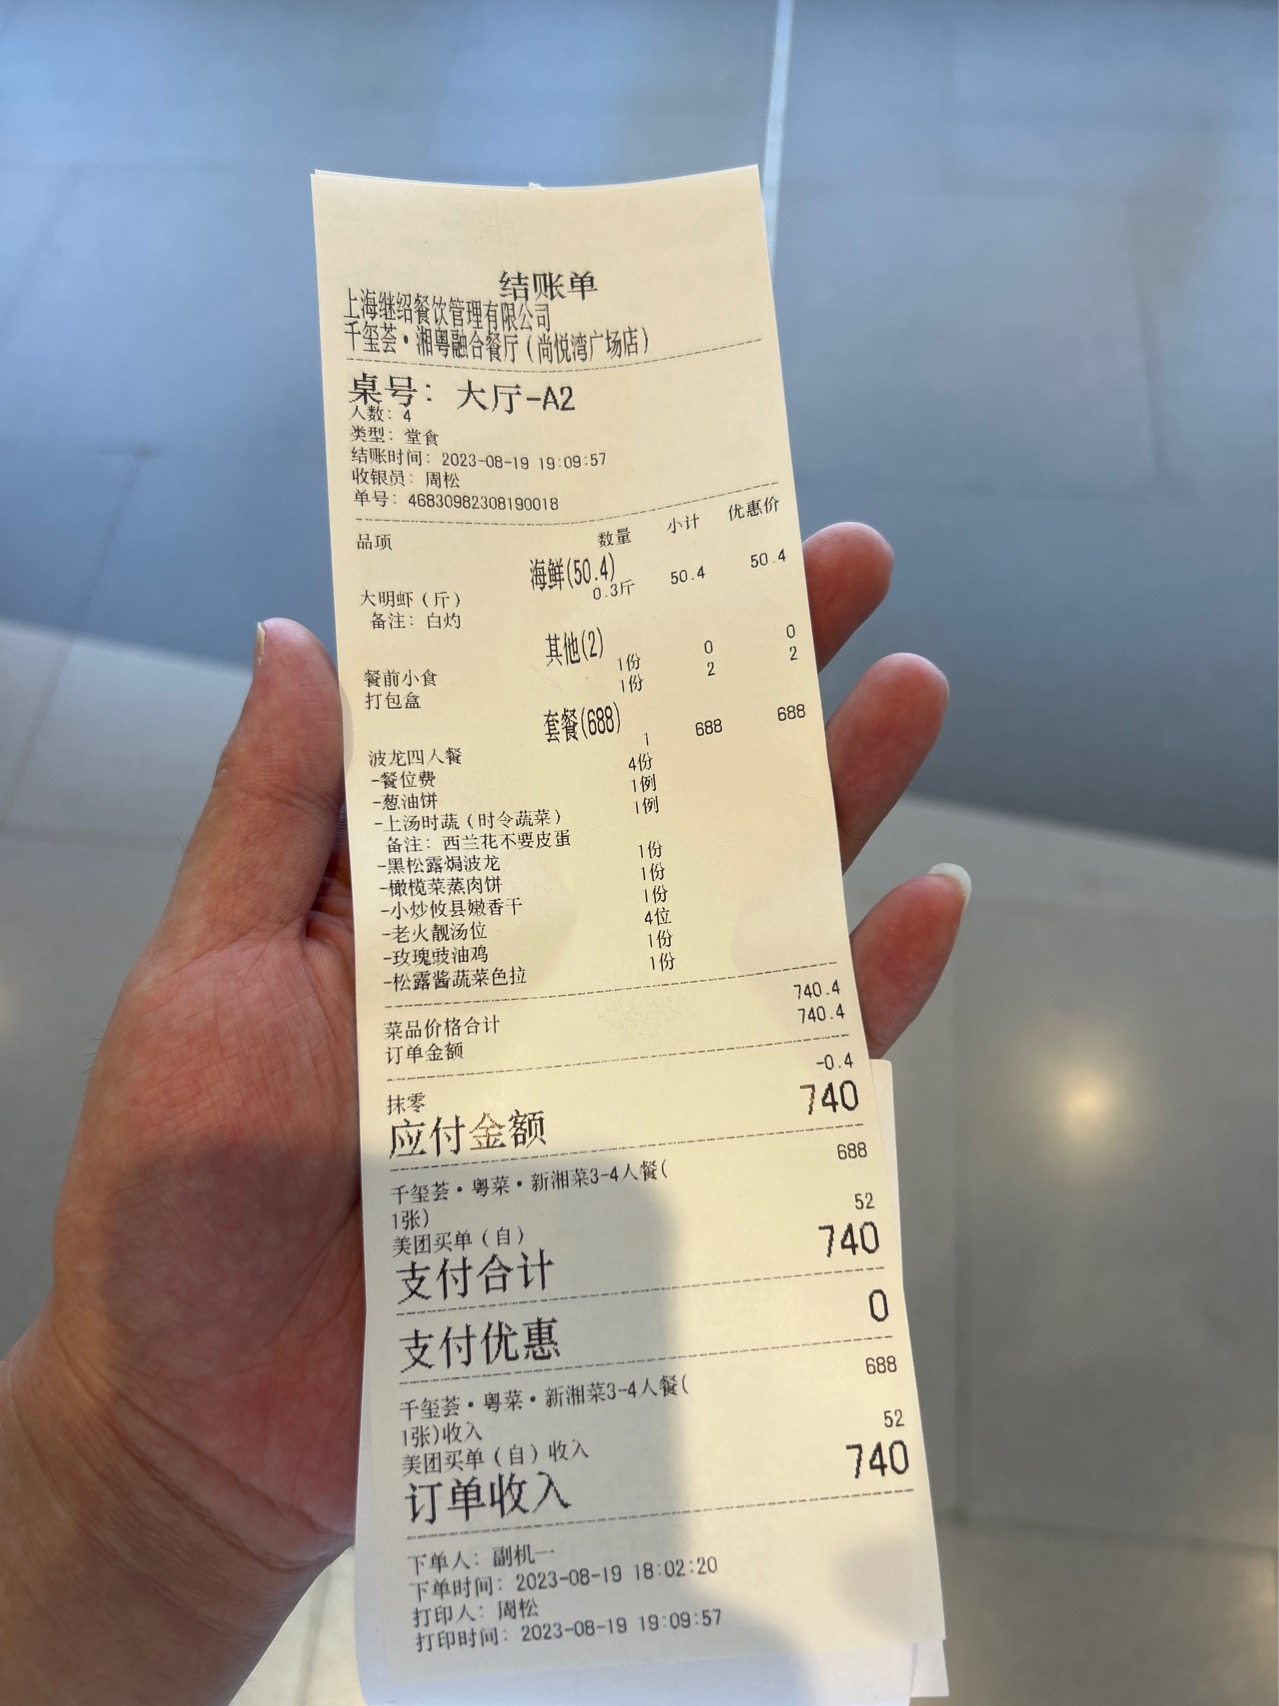 结账单
上海继绍餐饮管理有限公司
千玺荟·湘粤融合餐厅(尚悦湾广场店)
桌号: 大厅-A2
人数: 4
类型: 堂食
结账时间: 2023-08-19 19:09:57
收银员: 周松
单号: 46830982308190018
品项 数量 小计 优惠价
海鲜(50.4)
大明虾(斤) 0.3斤 50.4 50.4
备注: 白灼
其他(2)
餐前小食 1份 0 0
打包盒 1份 2 2
套餐(688)
波龙四人餐 1 688 688
-餐位费 4份
-葱油饼 1例
-上汤时蔬(时令蔬菜) 1例
备注: 西兰花不要皮蛋
-黑松露焗波龙 1份
-橄榄菜蒸肉饼 1份
-小炒攸县嫩香干 1份
-老火靓汤位 4位
-玫瑰豉油鸡 1份
-松露酱蔬菜色拉 1份
菜品价格合计 740.4
订单金额 740.4
抹零 -0.4
应付金额 740
千玺荟·粤菜·新湘菜3-4人餐( 688
1张)
美团买单(自) 52
支付合计 740
支付优惠 0
千玺荟·粤菜·新湘菜3-4人餐( 688
1张)收入
美团买单(自)收入 52
订单收入 740
下单人: 副机一
下单时间: 2023-08-19 18:02:20
打印人: 周松
打印时间: 2023-08-19 19:09:57